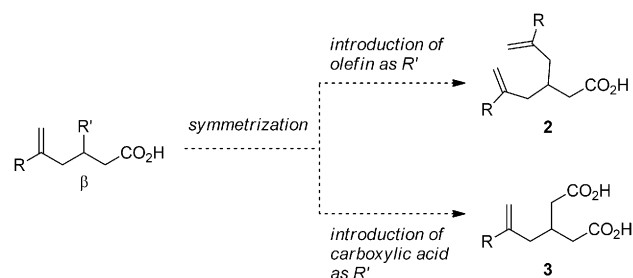 R
R'
CO₂H
β
symmetrization
introduction of
olefin as R'
R
R
CO₂H
2
introduction of
carboxylic acid
as R'
R
CO₂H
CO₂H
3